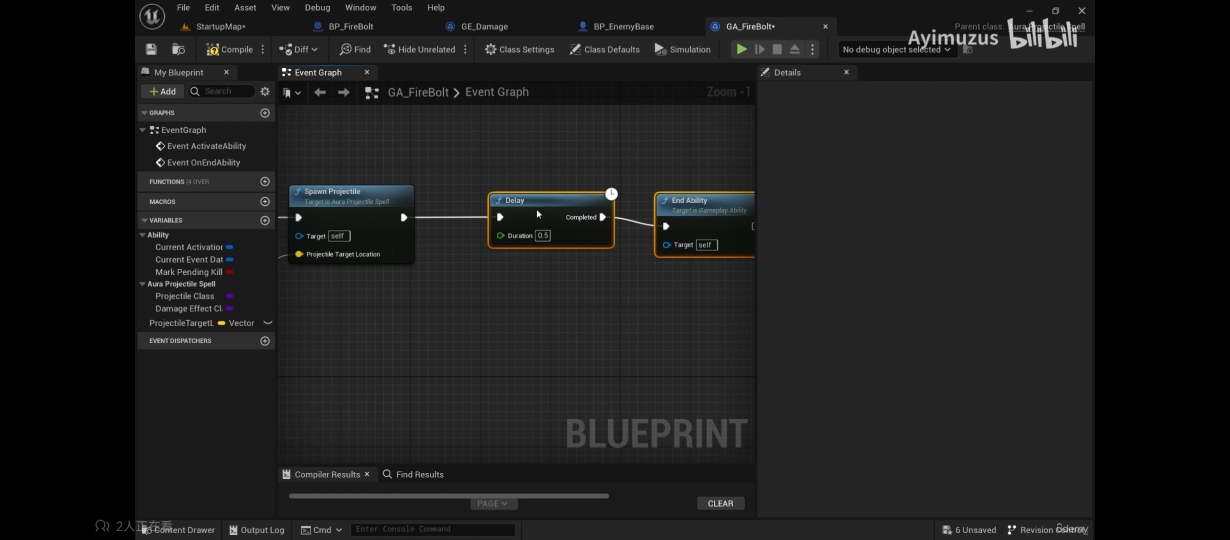 File Edit Asset View Debug Window Tools Help
StartupMap• BP_FireBolt GE_Damage BP_EnemyBase GA_FireBolt•
Parent class: Aura Projectile Spell
Ayimuzus bilibili
Compile Diff Find Hide Unrelated Class Settings Class Defaults Simulation No debug object selected
My Blueprint Event Graph Details
Add Search GA_FireBolt Event Graph Zoom -1
GRAPHS
EventGraph
Event ActivateAbility
Event OnEndAbility
FUNCTIONS (4 OVER
MACROS
VARIABLES
Ability
Current Activation
Current Event Dat
Mark Pending Kill
Aura Projectile Spell
Projectile Class
Damage Effect Cl
ProjectileTargetL Vector
EVENT DISPATCHERS
Spawn Projectile
Target is Aura Projectile Spell
Target self
Projectile Target Location
Delay
Completed
Duration 0.5
End Ability
Target is Gameplay Ability
Target self
BLUEPRINT
Compiler Results Find Results
PAGE
CLEAR
2人正在看
Content Drawer Output Log Cmd Enter Console Command 6 Unsaved Revision Control
Udemy